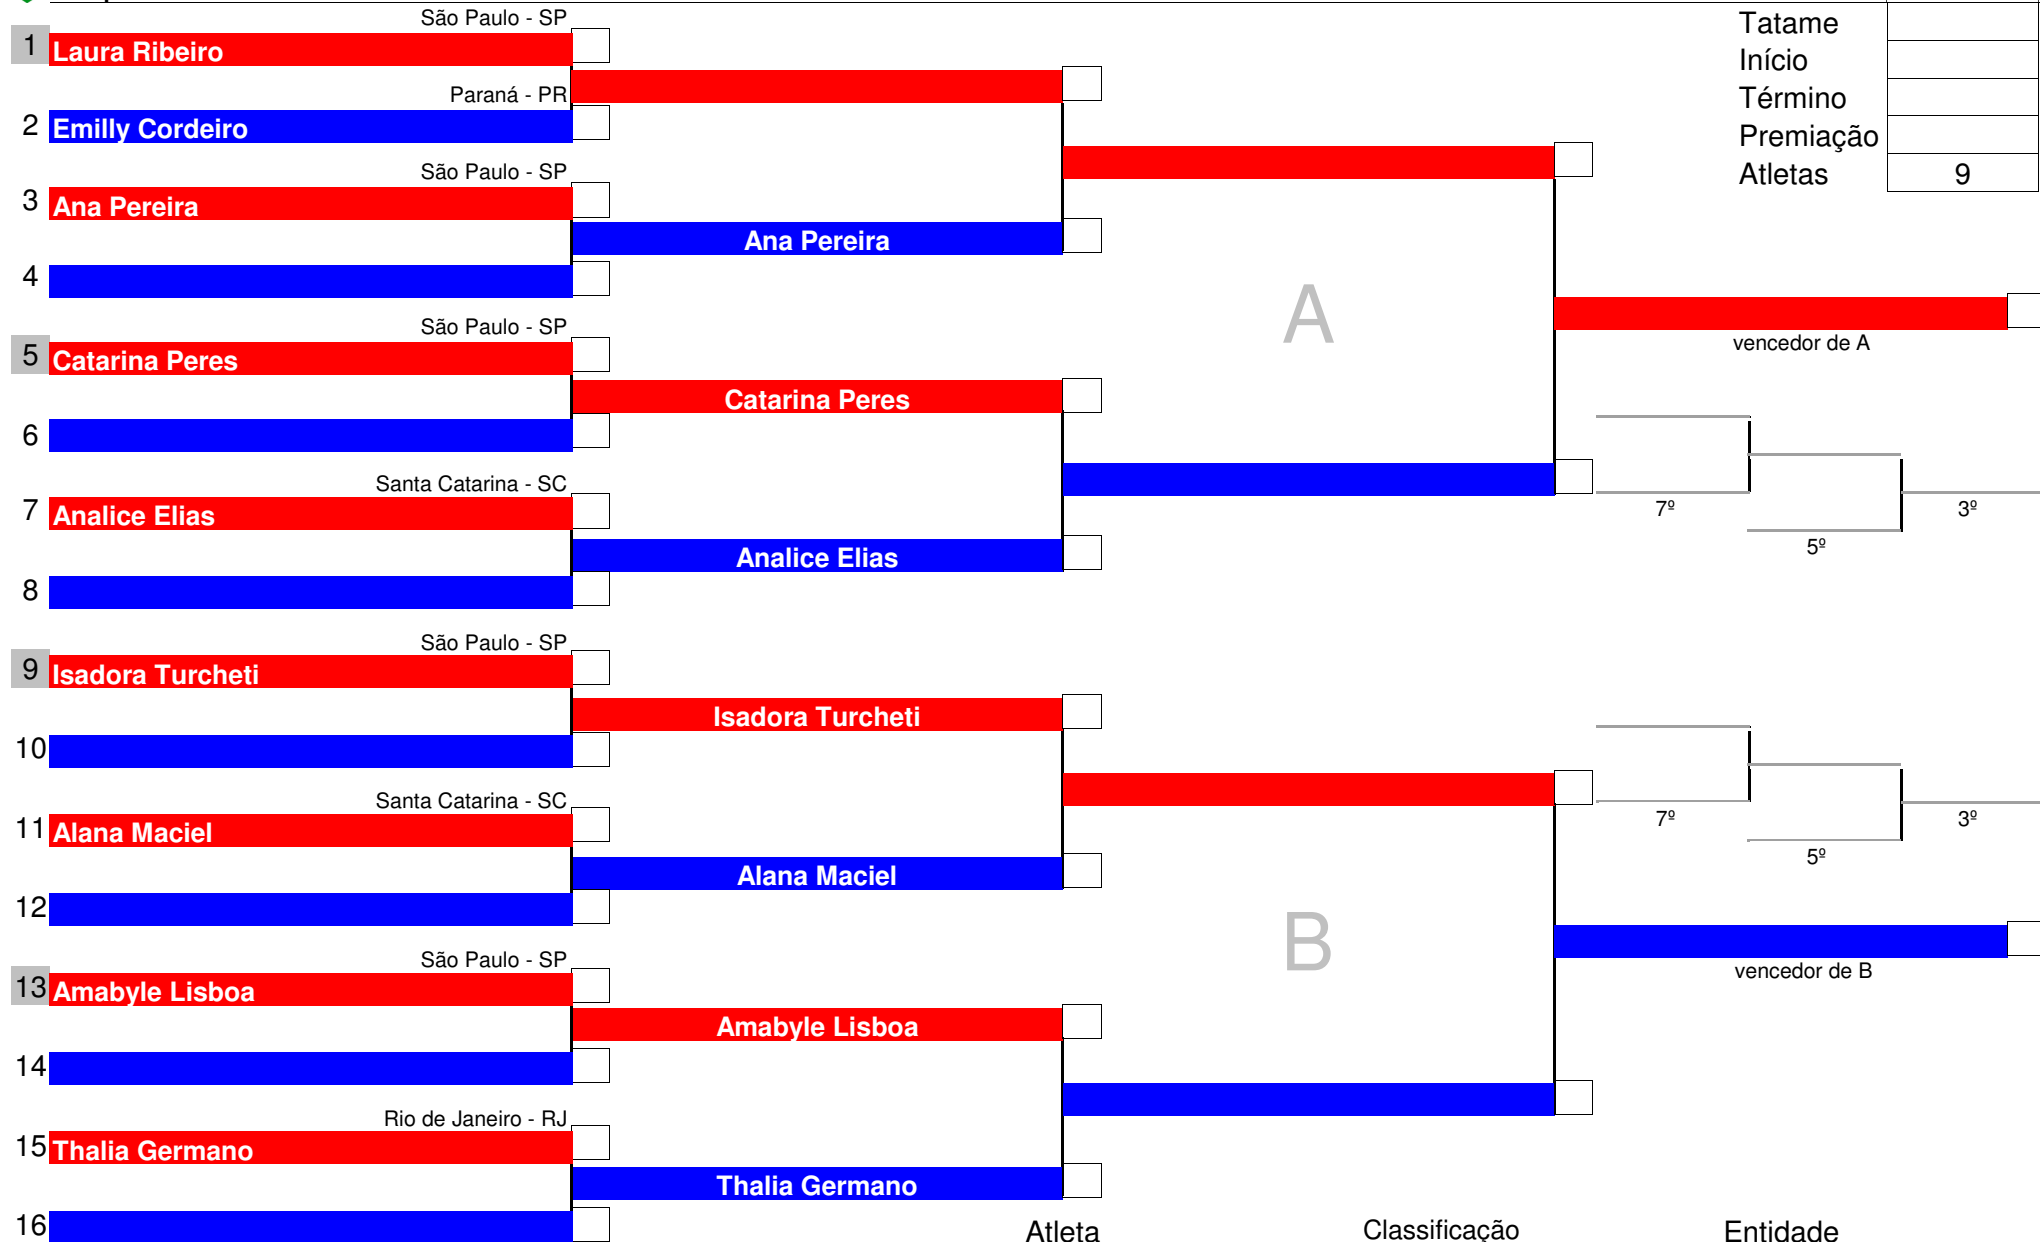 São Paulo - SP
1 Laura Ribeiro
Paraná - PR
2 Emilly Cordeiro
São Paulo - SP
3 Ana Pereira
Ana Pereira
4
São Paulo - SP
5 Catarina Peres
Catarina Peres
6
Santa Catarina - SC
7 Analice Elias
Analice Elias
8
São Paulo - SP
9 Isadora Turcheti
Isadora Turcheti
10
Santa Catarina - SC
11 Alana Maciel
Alana Maciel
12
São Paulo - SP
13 Amabyle Lisboa
Amabyle Lisboa
14
Rio de Janeiro - RJ
15 Thalia Germano
Thalia Germano
16
A
B
Tatame
Início
Término
Premiação
Atletas 9
vencedor de A
7º
3º
5º
7º
3º
5º
vencedor de B
Atleta Classificação Entidade